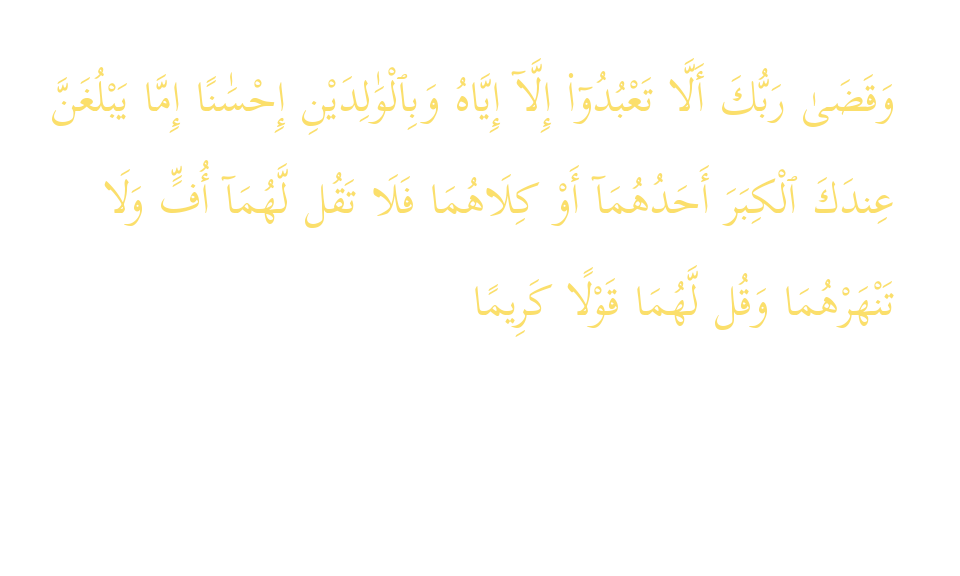 وَقَضَىٰ رَبُّكَ أَلَّا تَعْبُدُوٓا۟ إِلَّآ إِيَّاهُ وَبِٱلْوَٰلِدَيْنِ إِحْسَٰنًا إِمَّا يَبْلُغَنَّ
عِندَكَ ٱلْكِبَرَ أَحَدُهُمَآ أَوْ كِلَاهُمَا فَلَا تَقُل لَّهُمَآ أُفٍّ وَلَا
تَنْهَرْهُمَا وَقُل لَّهُمَا قَوْلًا كَرِيمًا